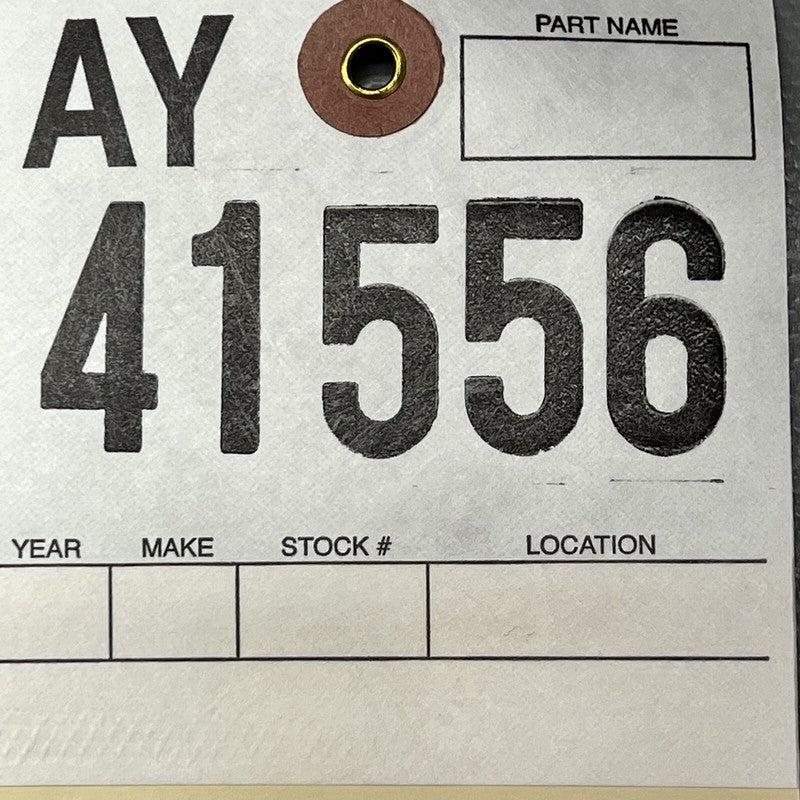 AY
PART NAME
41556
YEAR MAKE STOCK # LOCATION